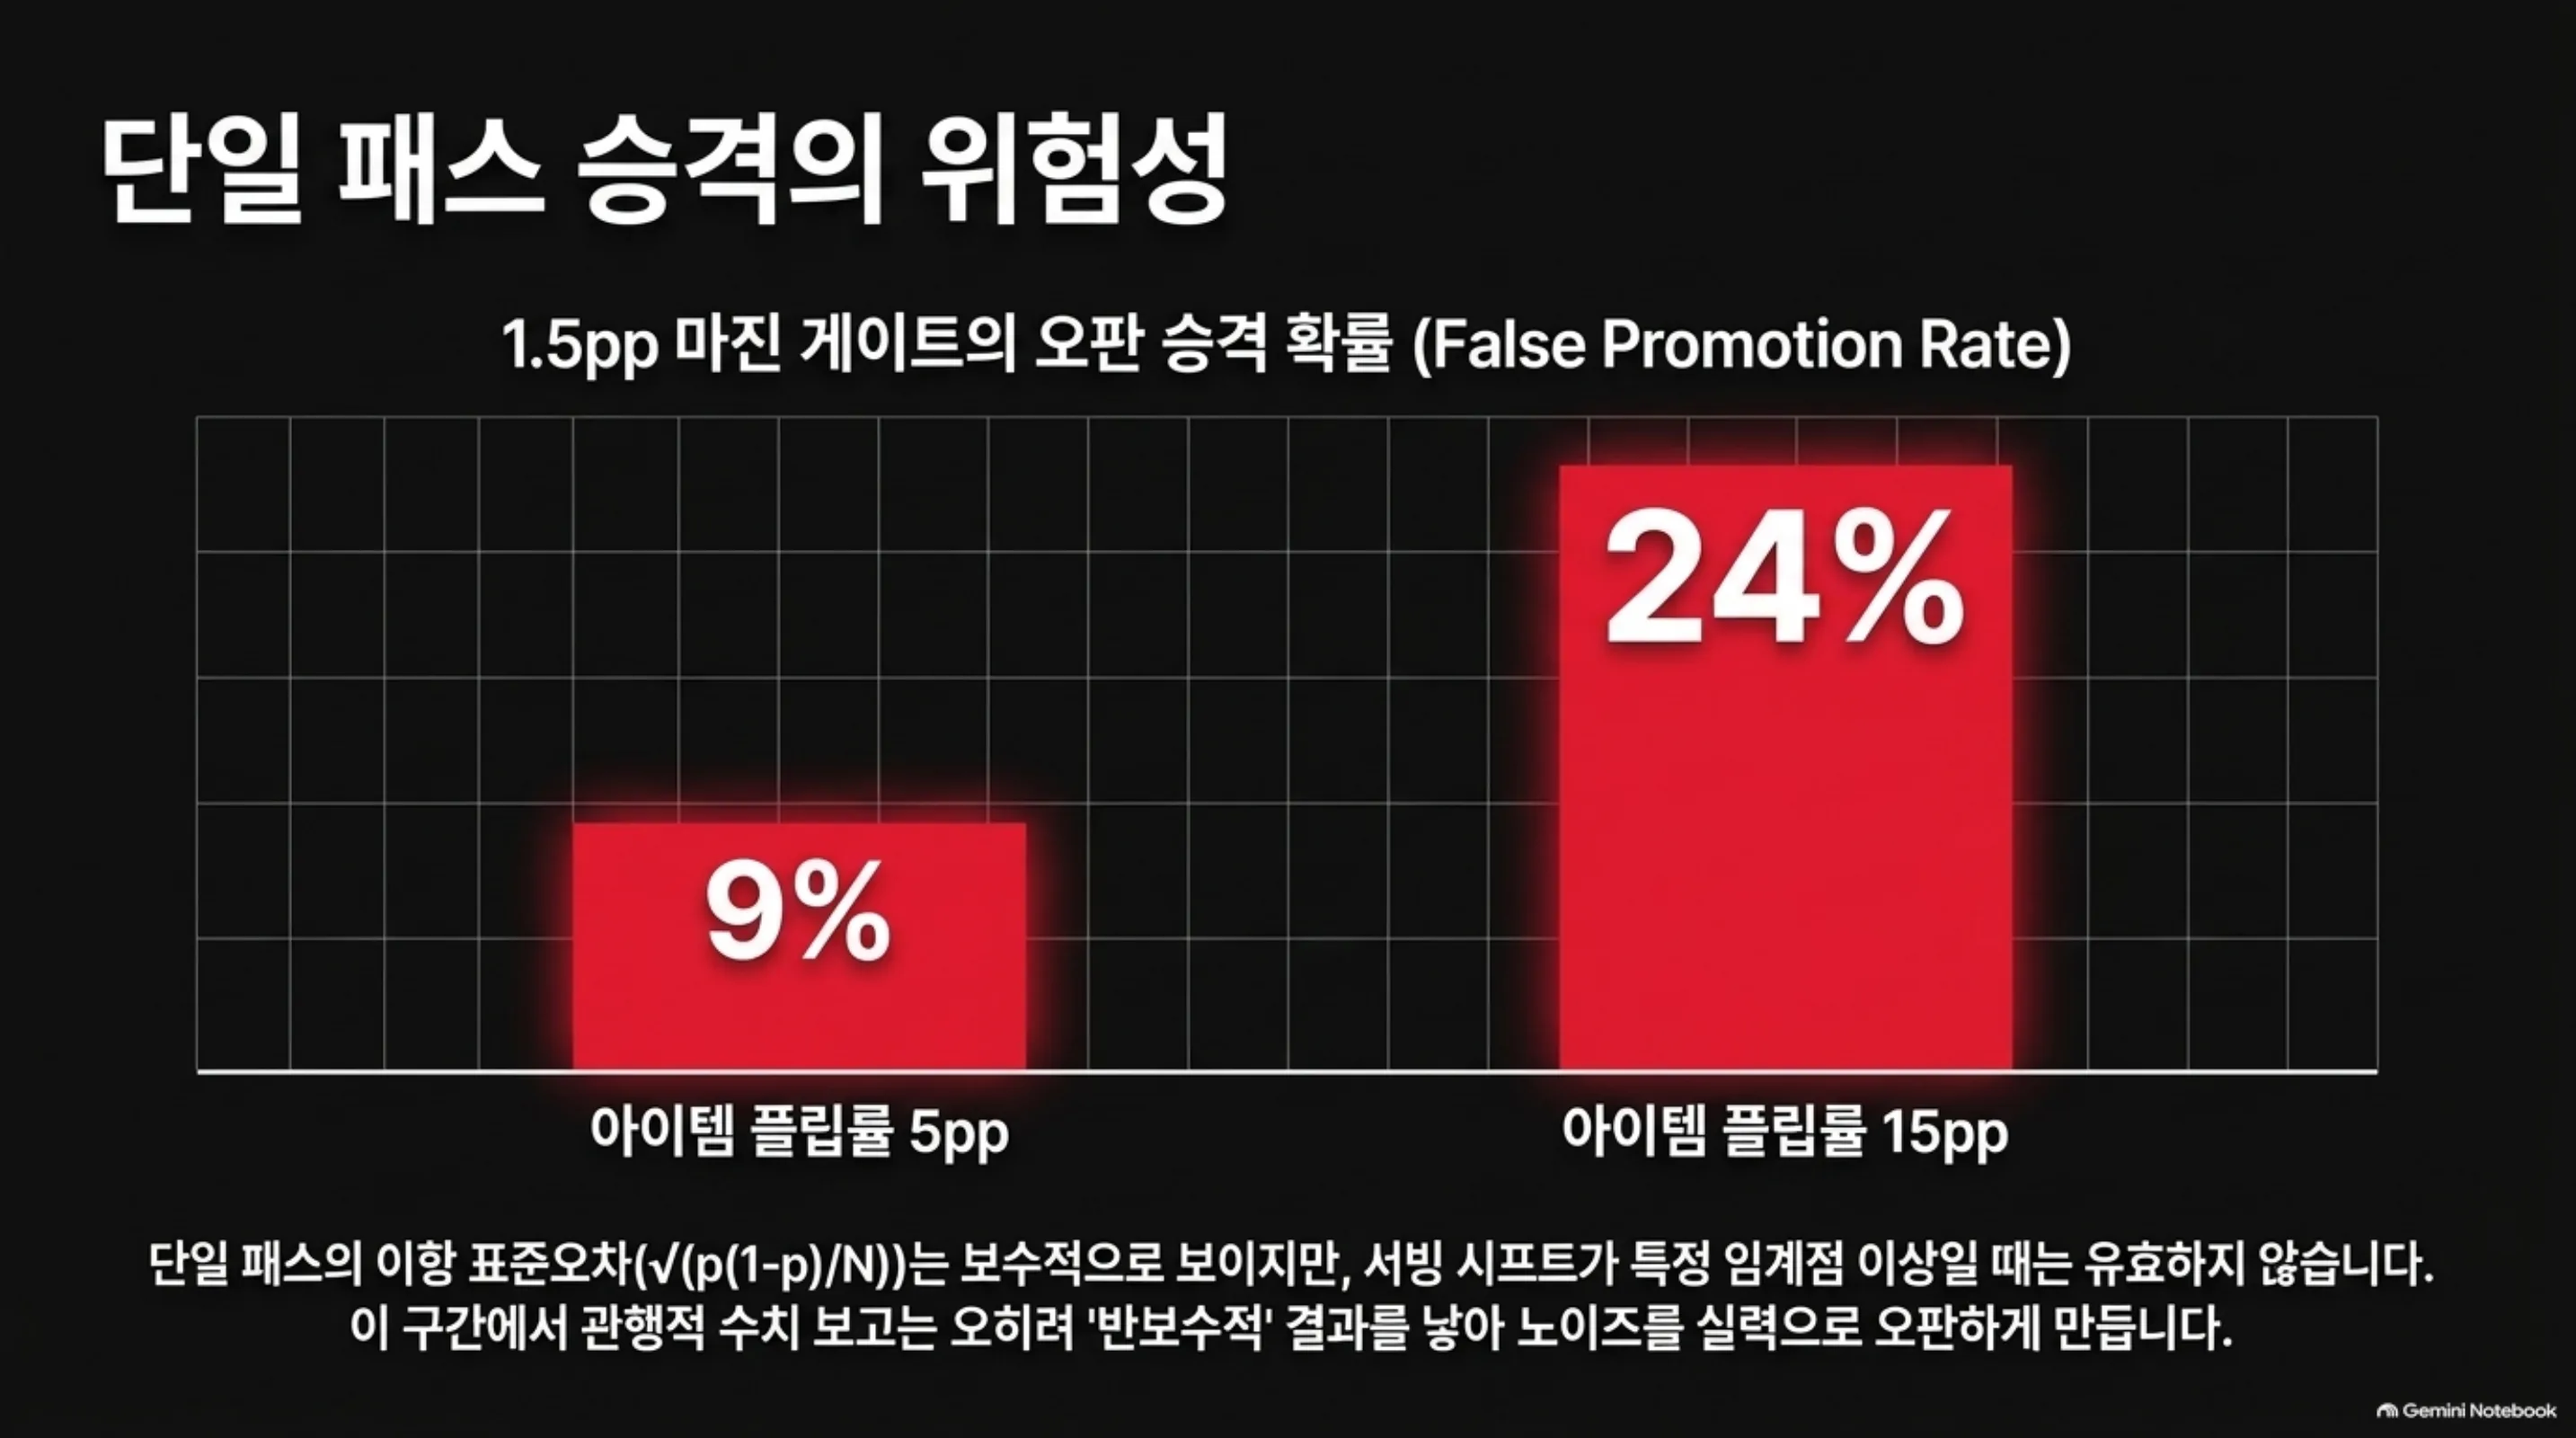 단일 패스 승격의 위험성
1.5pp 마진 게이트의 오판 승격 확률 (False Promotion Rate)
9%
24%
아이템 플립률 5pp
아이템 플립률 15pp
단일 패스의 이항 표준오차(√(p(1-p)/N))는 보수적으로 보이지만, 서빙 시프트가 특정 임계점 이상일 때는 유효하지 않습니다.
이 구간에서 관행적 수치 보고는 오히려 '반보수적' 결과를 낳아 노이즈를 실력으로 오판하게 만듭니다.
Gemini Notebook